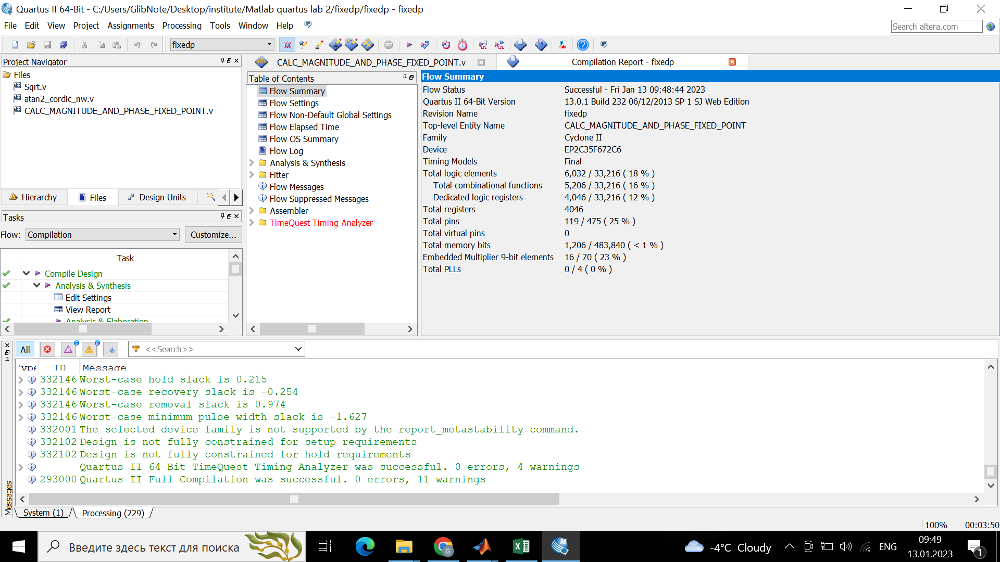 Quartus II 64-Bit - C:/Users/GlibNote/Desktop/institute/Matlab quartus lab 2/fixedp/fixedp - fixedp
File Edit View Project Assignments Processing Tools Window Help
Search altera.com
fixedp
Project Navigator
Files
Sqrt.v
atan2_cordic_nw.v
CALC_MAGNITUDE_AND_PHASE_FIXED_POINT.v
Hierarchy Files Design Units
Tasks
Flow: Compilation Customize...
Task
Compile Design
Analysis & Synthesis
Edit Settings
View Report
Analysis & Elaboration
CALC_MAGNITUDE_AND_PHASE_FIXED_POINT.v
Compilation Report - fixedp
Table of Contents
Flow Summary
Flow Settings
Flow Non-Default Global Settings
Flow Elapsed Time
Flow OS Summary
Flow Log
Analysis & Synthesis
Fitter
Flow Messages
Flow Suppressed Messages
Assembler
TimeQuest Timing Analyzer
Flow Summary
Flow Status Successful - Fri Jan 13 09:48:44 2023
Quartus II 64-Bit Version 13.0.1 Build 232 06/12/2013 SP 1 SJ Web Edition
Revision Name fixedp
Top-level Entity Name CALC_MAGNITUDE_AND_PHASE_FIXED_POINT
Family Cyclone II
Device EP2C35F672C6
Timing Models Final
Total logic elements 6,032 / 33,216 ( 18 % )
Total combinational functions 5,206 / 33,216 ( 16 % )
Dedicated logic registers 4,046 / 33,216 ( 12 % )
Total registers 4046
Total pins 119 / 475 ( 25 % )
Total virtual pins 0
Total memory bits 1,206 / 483,840 ( < 1 % )
Embedded Multiplier 9-bit elements 16 / 70 ( 23 % )
Total PLLs 0 / 4 ( 0 % )
All 5 6 <<Search>>
Type ID Message
332146 Worst-case hold slack is 0.215
332146 Worst-case recovery slack is -0.254
332146 Worst-case removal slack is 0.974
332146 Worst-case minimum pulse width slack is -1.627
332001 The selected device family is not supported by the report_metastability command.
332102 Design is not fully constrained for setup requirements
332102 Design is not fully constrained for hold requirements
Quartus II 64-Bit TimeQuest Timing Analyzer was successful. 0 errors, 4 warnings
293000 Quartus II Full Compilation was successful. 0 errors, 11 warnings
Messages
System (1) Processing (229)
100% 00:03:50
Введите здесь текст для поиска
-4°C Cloudy
ENG
09:49
13.01.2023
1